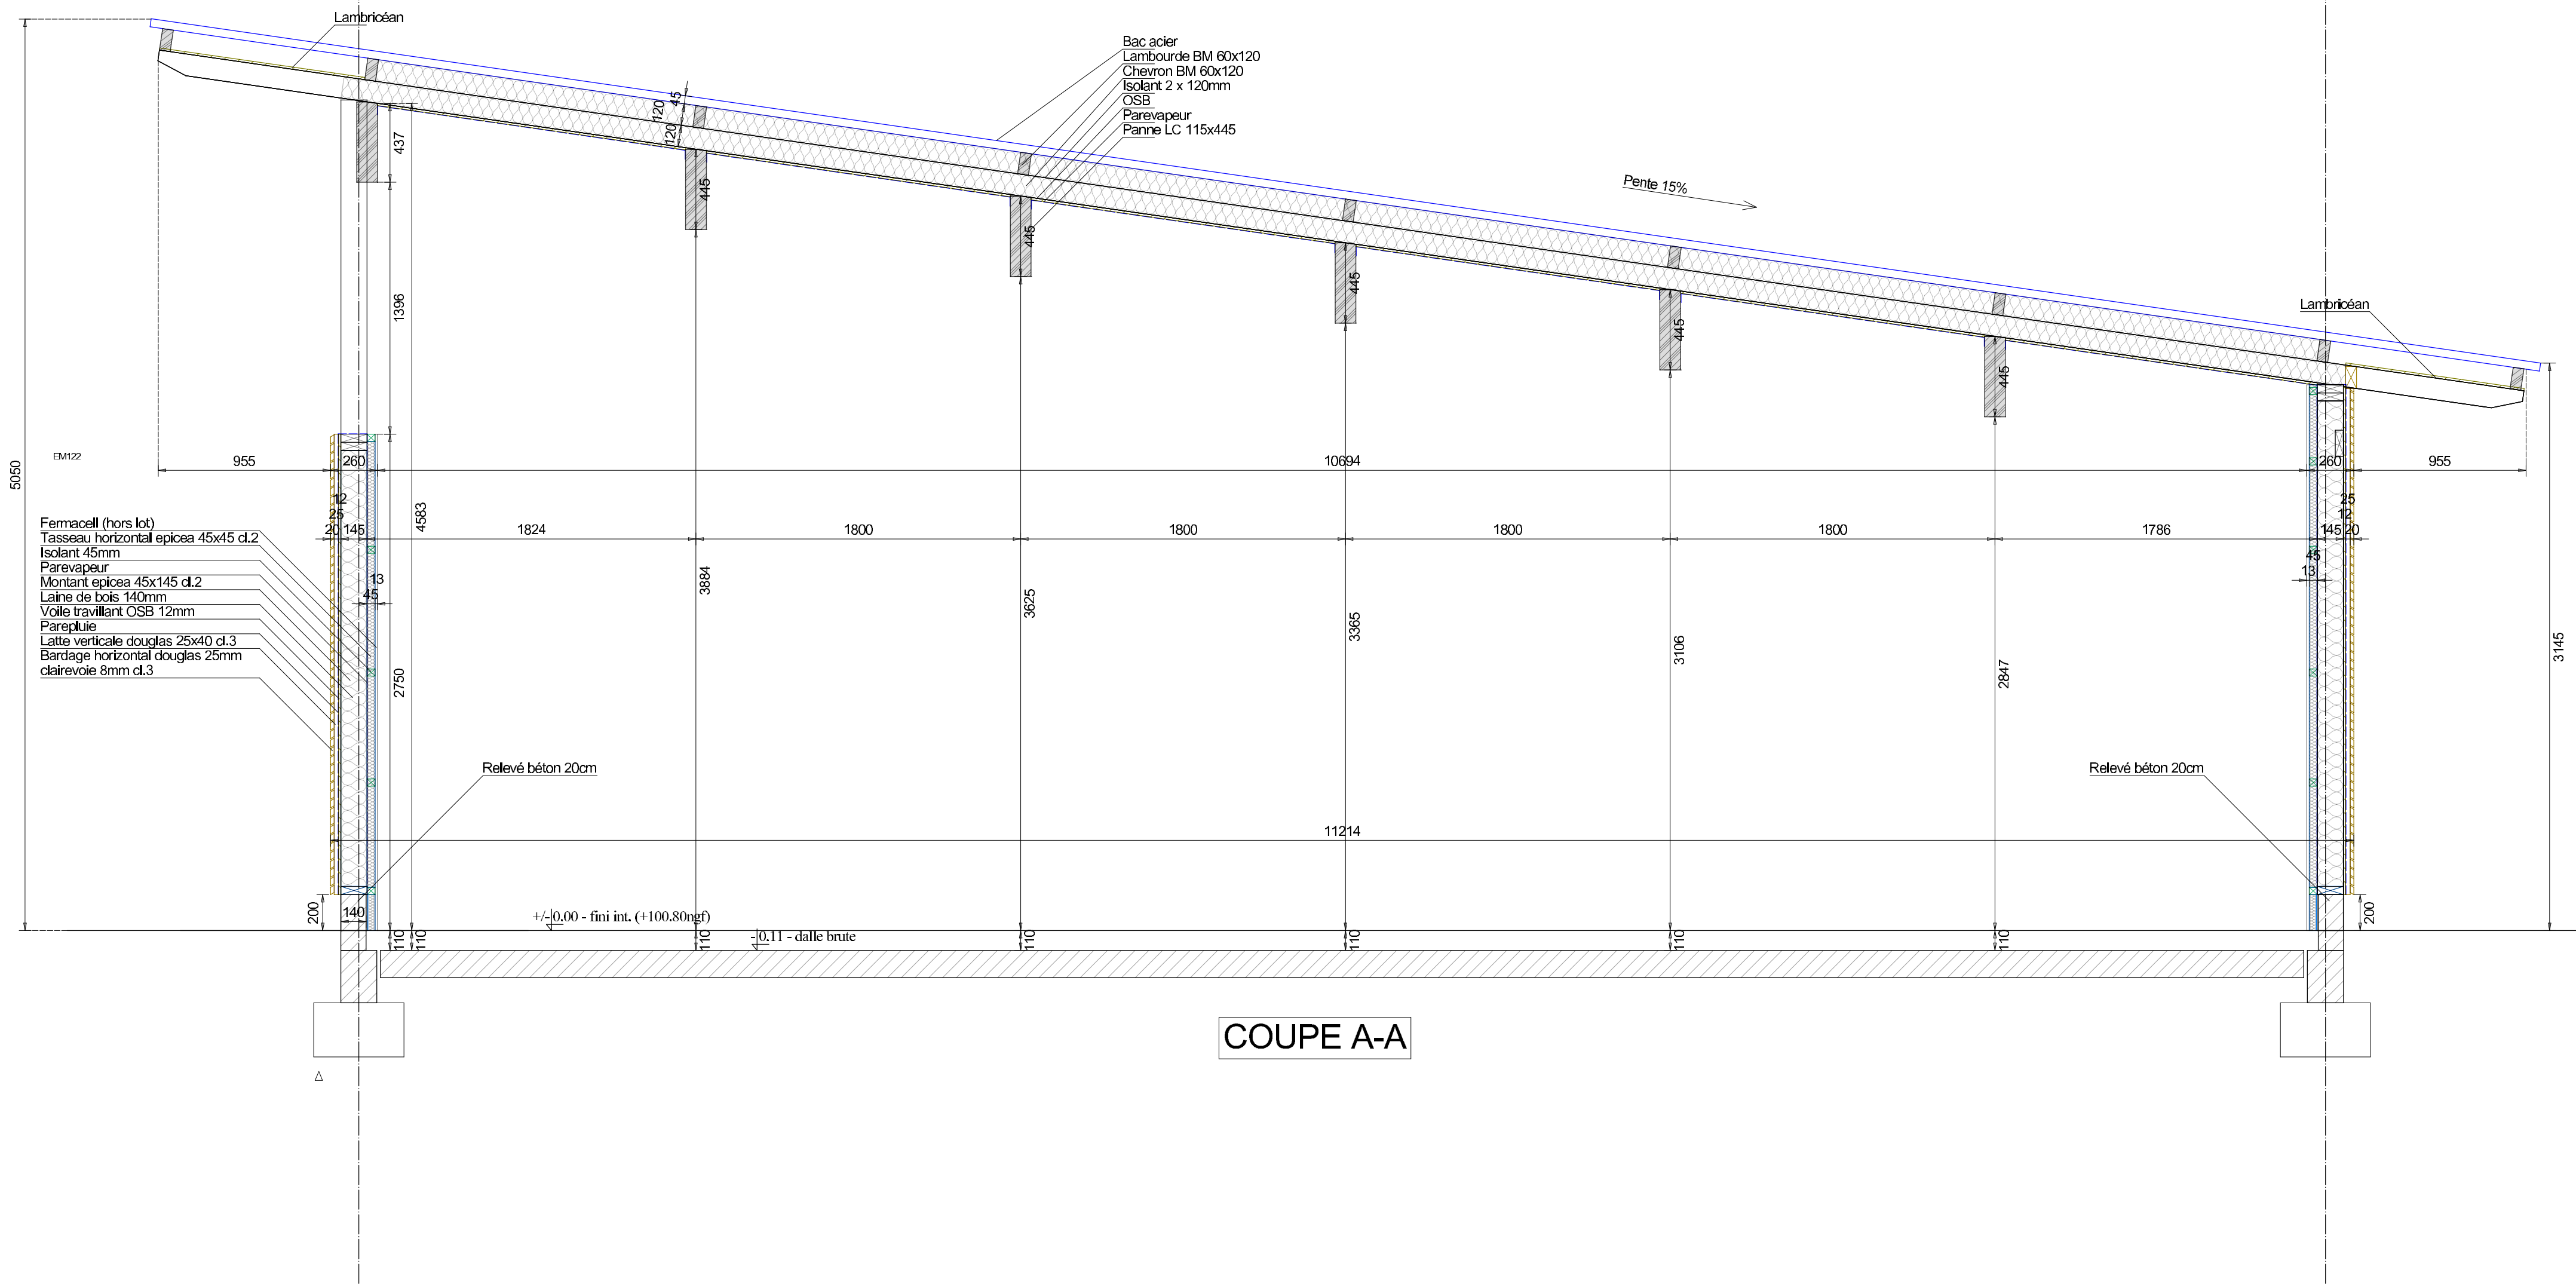 Lambricéan
Bac acier
Lambourde BM 60x120
Chevron BM 60x120
Isolant 2 x 120mm
OSB
Parevapeur
Panne LC 115x445
45
120
120
437
445
445
445
445
445
Pente 15%
Lambricéan
1396
5050
EM122
955
260
10694
260
955
12
25
20
145
1824
1800
1800
1800
1800
1786
25
12
145
20
45
13
13
45
4583
2750
3884
3625
3365
3106
2847
3145
Fermacell (hors lot)
Tasseau horizontal epicea 45x45 cl.2
Isolant 45mm
Parevapeur
Montant epicea 45x145 cl.2
Laine de bois 140mm
Voile travillant OSB 12mm
Parepluie
Latte verticale douglas 25x40 cl.3
Bardage horizontal douglas 25mm
clairevoie 8mm cl.3
Relevé béton 20cm
Relevé béton 20cm
11214
200
140
200
+/- 0.00 - fini int. (+100.80ngf)
- 0.11 - dalle brute
110
110
110
110
110
110
110
COUPE A-A